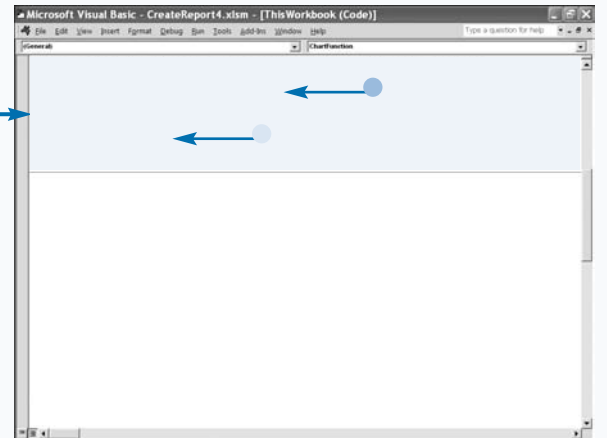 Microsoft Visual Basic - CreateReport4.xlsm - [ThisWorkbook (Code)]
File Edit View Insert Format Debug Run Tools Add-Ins Window Help Type a question for help
(General) ChartFunction